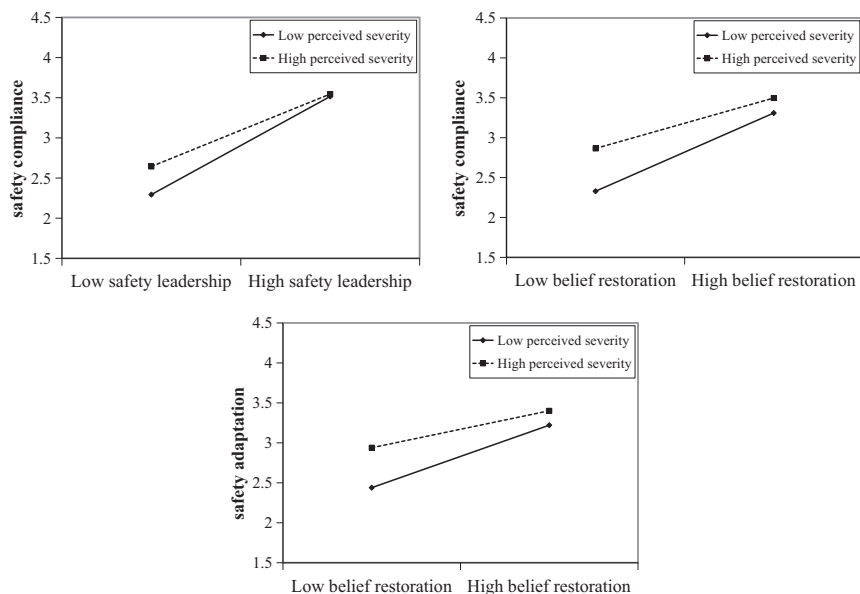 4.5
4
3.5
3
2.5
2
1.5
safety compliance
Low perceived severity
High perceived severity
Low safety leadership
High safety leadership
4.5
4
3.5
3
2.5
2
1.5
safety compliance
Low perceived severity
High perceived severity
Low belief restoration
High belief restoration
4.5
4
3.5
3
2.5
2
1.5
safety adaptation
Low perceived severity
High perceived severity
Low belief restoration
High belief restoration